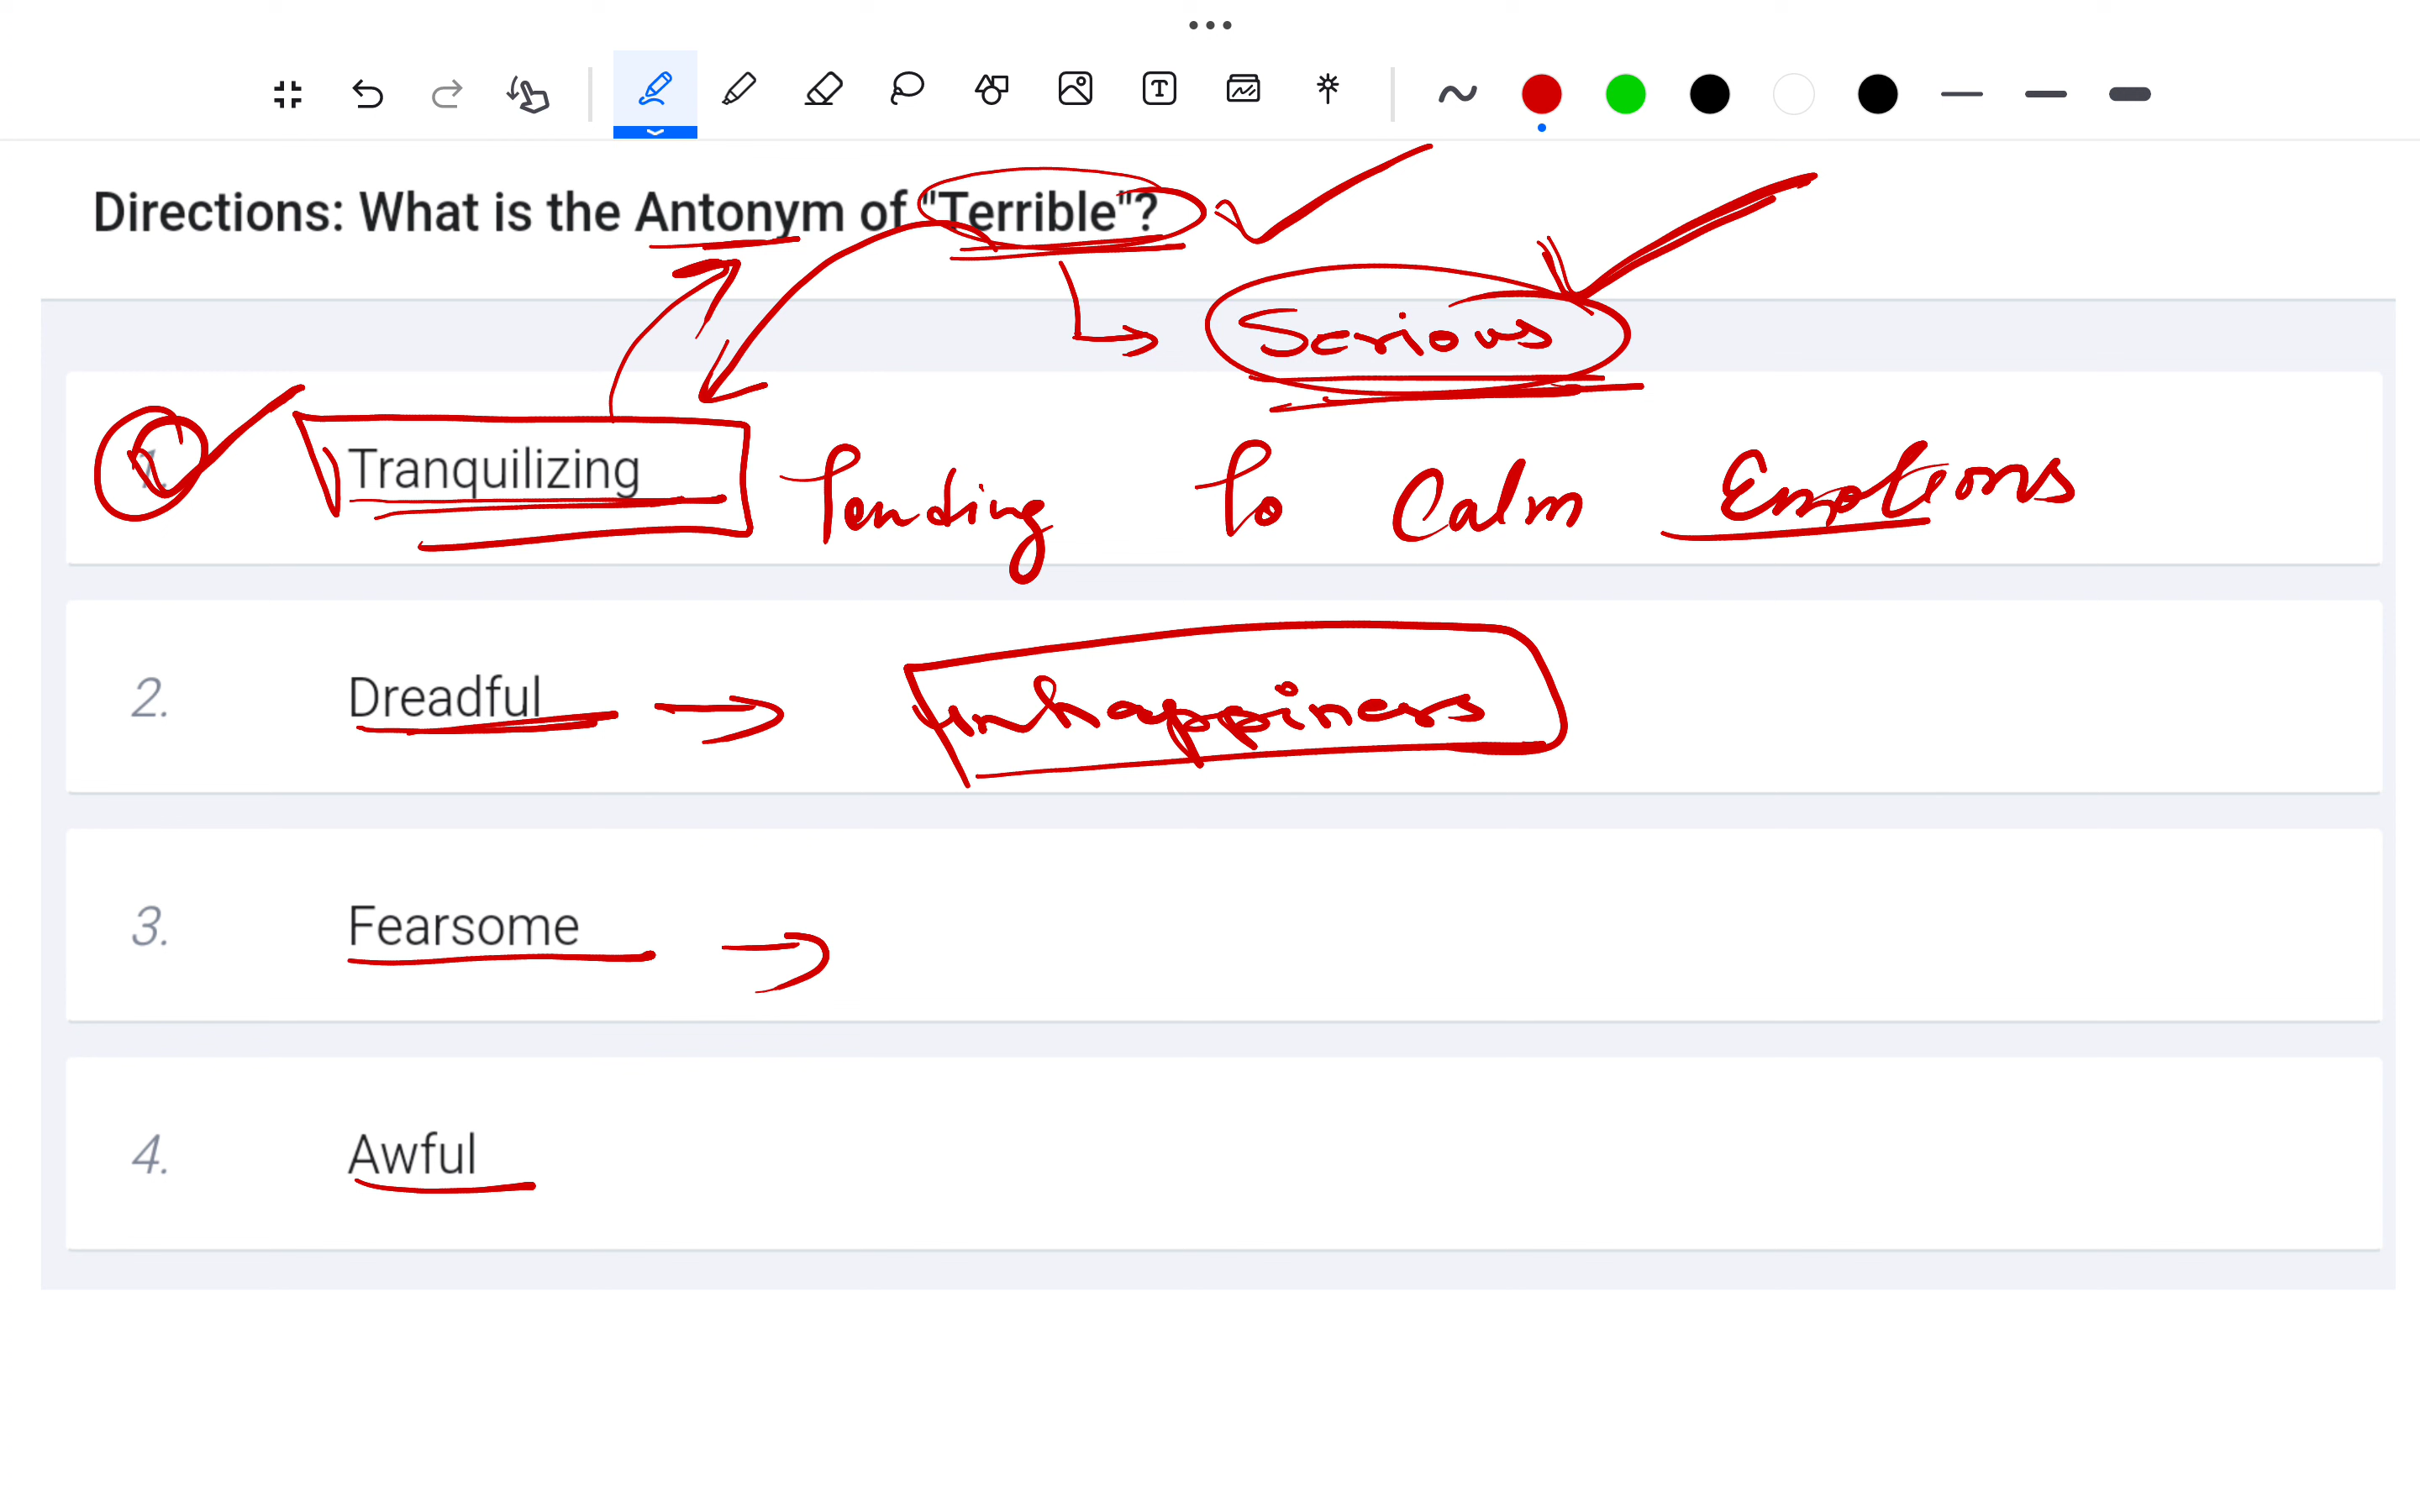 Directions: What is the Antonym of "Terrible"?
Serious
1. Tranquilizing Tending to Calm Emotions
2. Dreadful unhappiness
3. Fearsome
4. Awful